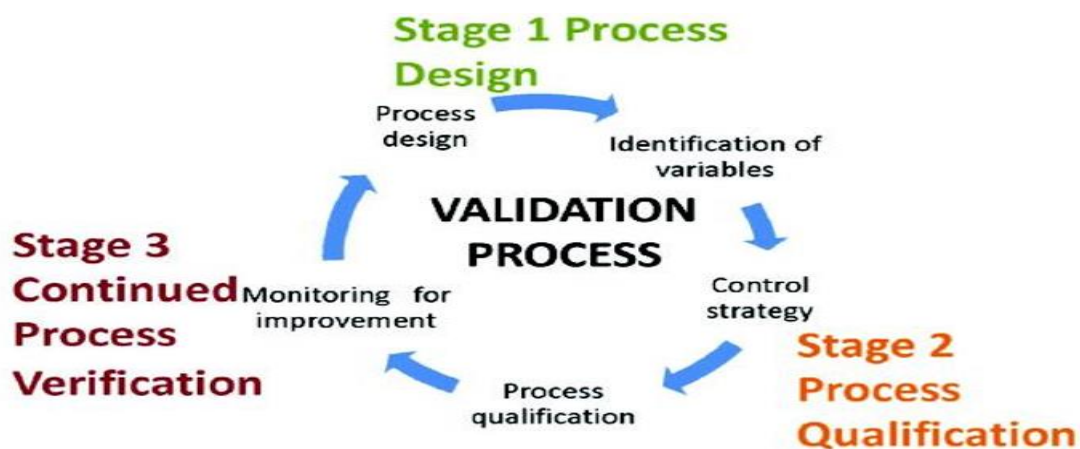 Stage 1 Process
Design
Process
design
Identification of
variables
VALIDATION
PROCESS
Control
strategy
Stage 2
Process
Qualification
Process
qualification
Stage 3
Continued
Process
Verification
Monitoring for
improvement